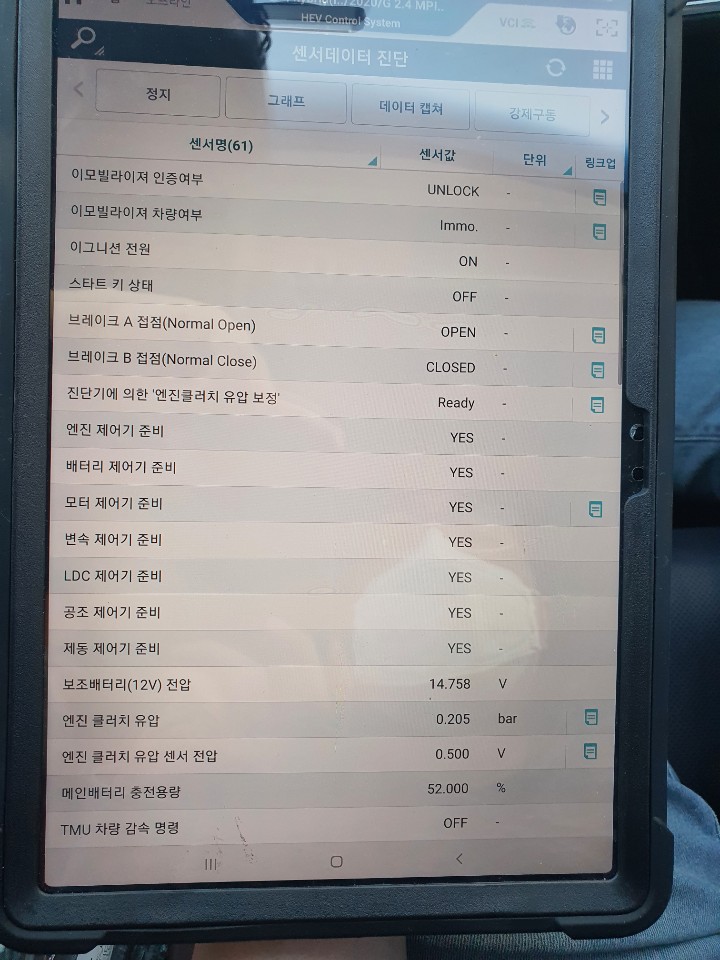 2020/G 2.4 MPI..
HEV Control System
VCI
센서데이터 진단
정지
그래프
데이터 캡쳐
강제구동
센서명(61) 센서값 단위 링크업
이모빌라이져 인증여부 UNLOCK -
이모빌라이져 차량여부 Immo. -
이그니션 전원 ON -
스타트 키 상태 OFF -
브레이크 A 접점(Normal Open) OPEN -
브레이크 B 접점(Normal Close) CLOSED -
진단기에 의한 '엔진클러치 유압 보정' Ready -
엔진 제어기 준비 YES -
배터리 제어기 준비 YES -
모터 제어기 준비 YES -
변속 제어기 준비 YES -
LDC 제어기 준비 YES -
공조 제어기 준비 YES -
제동 제어기 준비 YES -
보조배터리(12V) 전압 14.758 V
엔진 클러치 유압 0.205 bar
엔진 클러치 유압 센서 전압 0.500 V
메인배터리 충전용량 52.000 %
TMU 차량 감속 명령 OFF -